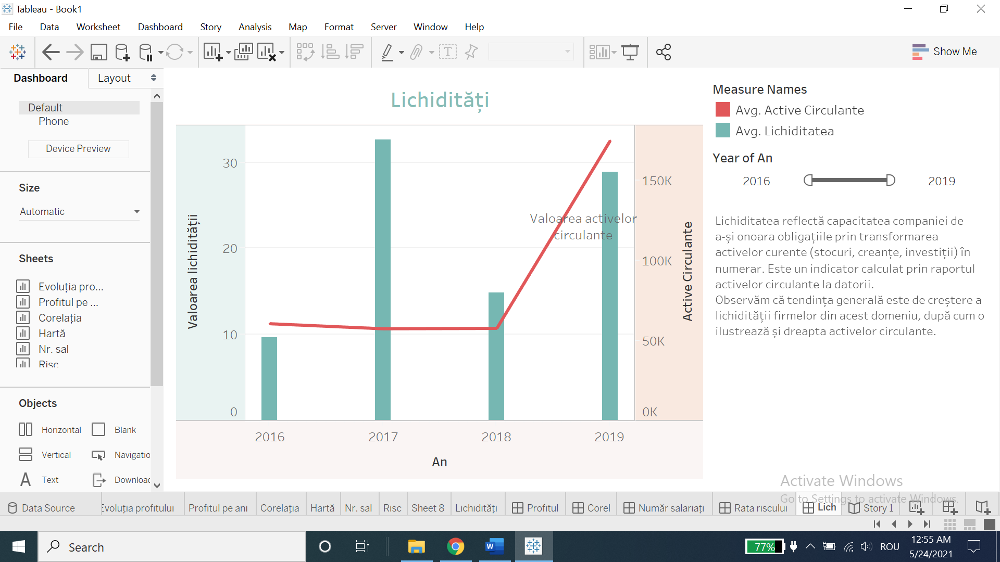 Tableau - Book1
File Data Worksheet Dashboard Story Analysis Map Format Server Window Help
Show Me
Dashboard Layout
Default
Phone
Device Preview
Size
Automatic
Sheets
Evoluția pro...
Profitul pe ...
Corelația
Hartă
Nr. sal
Risc
Objects
Horizontal Blank
Vertical Navigatio
Text Download
Lichidități
Valoarea lichidității
30
20
10
0
Valoarea activelor
circulante
150K
100K
50K
0K
Active Circulante
2016 2017 2018 2019
An
Measure Names
Avg. Active Circulante
Avg. Lichiditatea
Year of An
2016 2019
Lichiditatea reflectă capacitatea companiei de
a-și onoara obligațiile prin transformarea
activelor curente (stocuri, creanțe, investiții) în
numerar. Este un indicator calculat prin raportul
activelor circulante la datorii.
Observăm că tendința generală este de creștere a
lichidității firmelor din acest domeniu, după cum o
ilustrează și dreapta activelor circulante.
Activate Windows
Go to Settings to activate Windows.
Data Source Evoluția profitului Profitul pe ani Corelația Hartă Nr. sal Risc Sheet 8 Lichidități Profitul Corel Număr salariați Rata riscului Lich Story 1
Search
77%
ROU
12:55 AM
5/24/2021